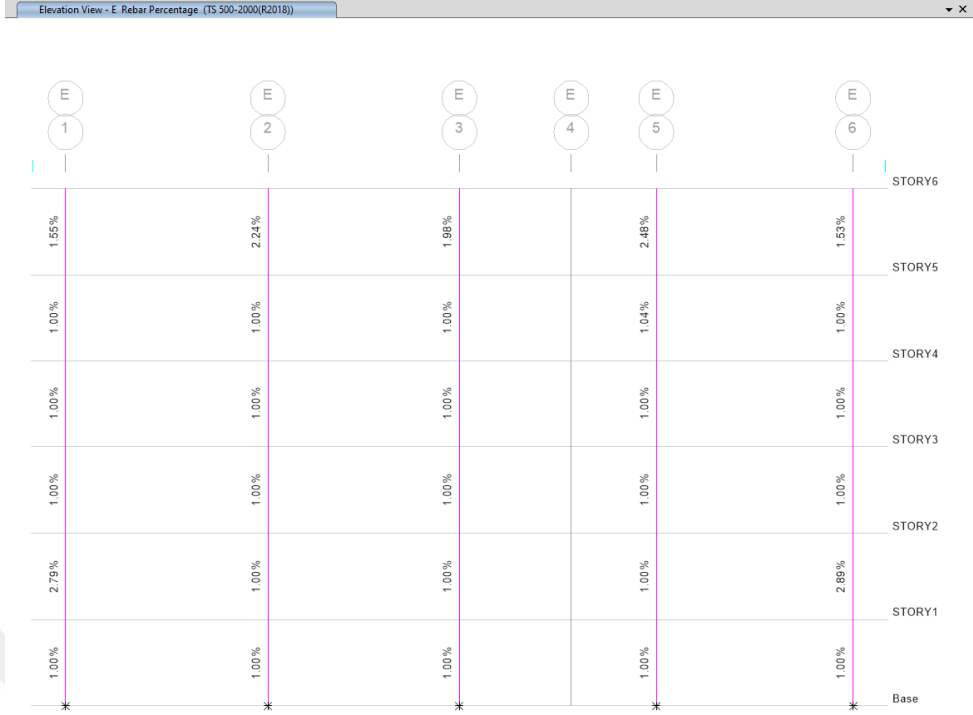 Elevation View - E Rebar Percentage (TS 500-2000(R2018))
E E E E E E
1 2 3 4 5 6
STORY6
1.55% 2.24% 1.98% 2.48% 1.53%
STORY5
1.00% 1.00% 1.00% 1.04% 1.00%
STORY4
1.00% 1.00% 1.00% 1.00% 1.00%
STORY3
1.00% 1.00% 1.00% 1.00% 1.00%
STORY2
2.79% 1.00% 1.00% 1.00% 2.89%
STORY1
1.00% 1.00% 1.00% 1.00% 1.00%
Base